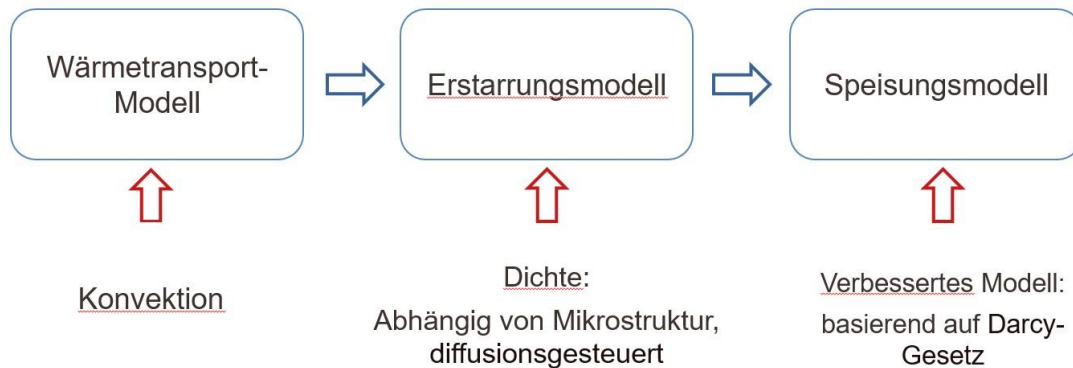 Wärmetransport-
Modell
Erstarrungsmodell
Speisungsmodell
Konvektion
Dichte:
Abhängig von Mikrostruktur,
diffusionsgesteuert
Verbessertes Modell:
basierend auf Darcy-
Gesetz